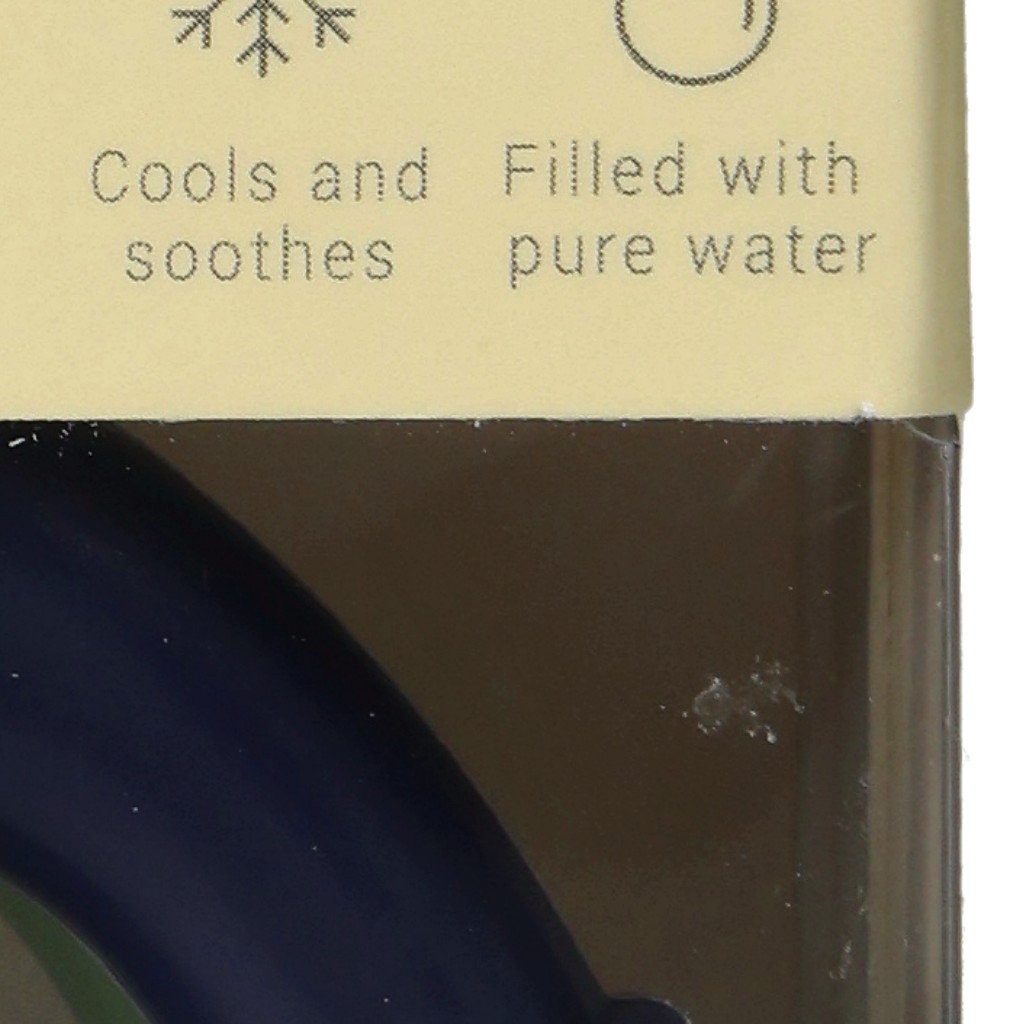 Cools and
soothes
Filled with
pure water